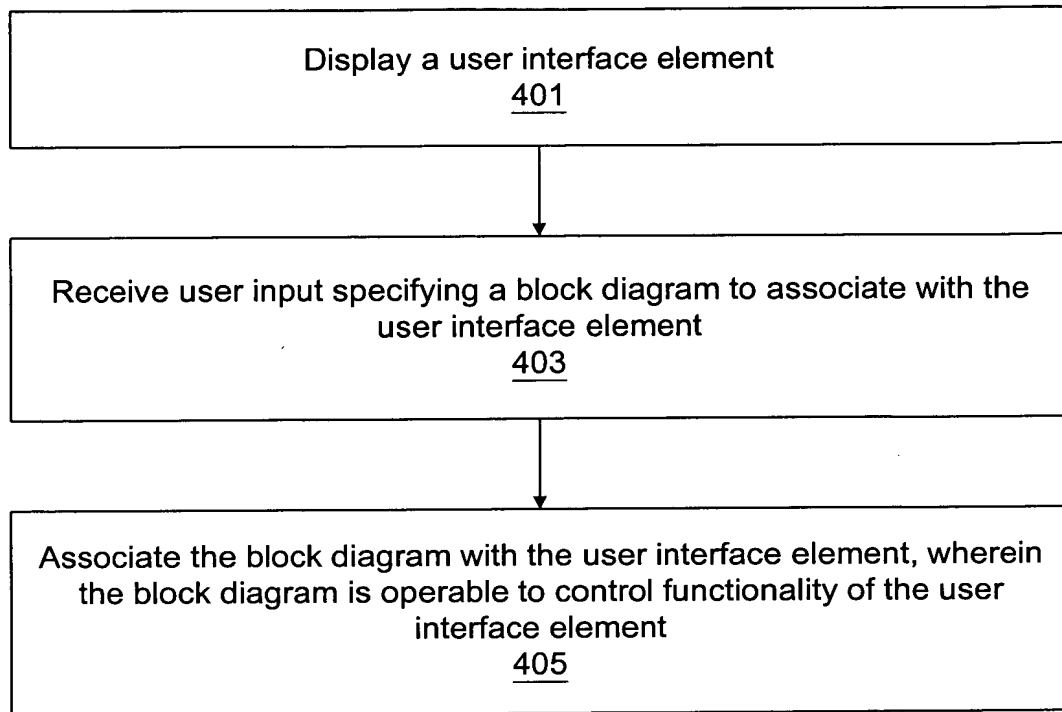 Display a user interface element
401
Receive user input specifying a block diagram to associate with the
user interface element
403
Associate the block diagram with the user interface element, wherein
the block diagram is operable to control functionality of the user
interface element
405